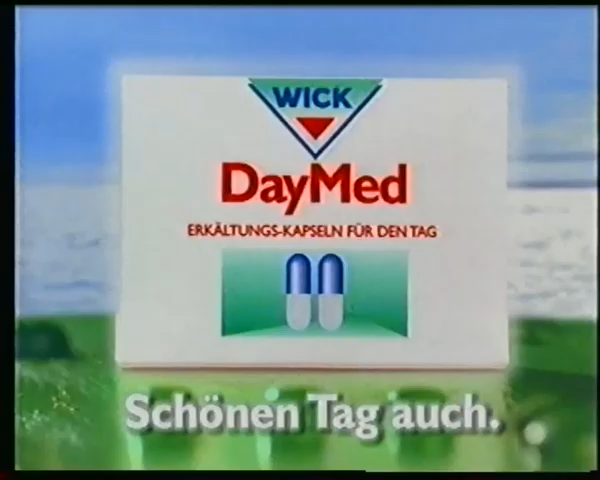 WICK
DayMed
ERKÄLTUNGS-KAPSELN FÜR DEN TAG
Schönen Tag auch.